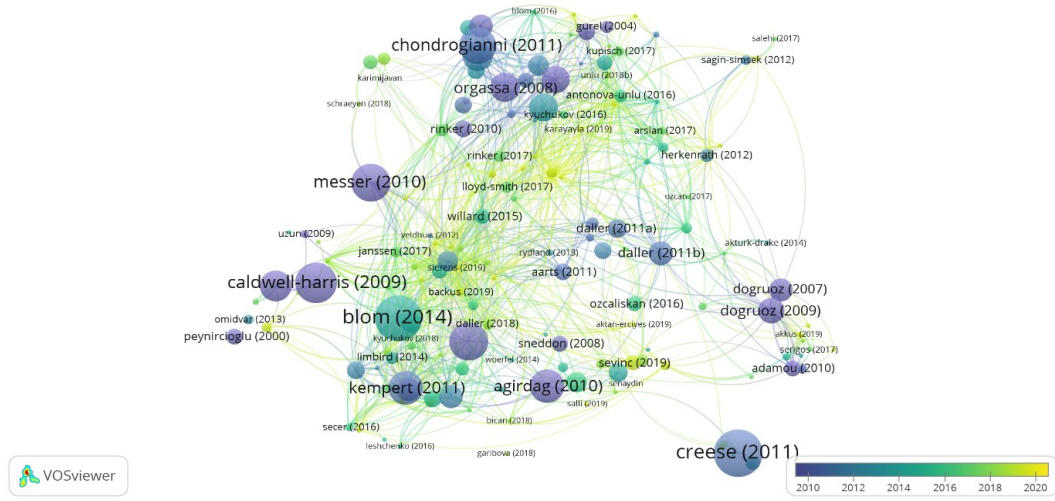 blom (2016)
gurel (2004)
salehi (2017)
chondrogianni (2011)
kupisch (2017)
sagin-simsek (2012)
karimijavan
unlu (2018b)
orgassa (2008)
antonova-unlu (2016)
schraeyen (2018)
kyuchukov (2016)
rinker (2010)
karayayla (2019)
arslan (2017)
rinker (2017)
herkenrath (2012)
messer (2010)
lloyd-smith (2017)
ozcan (2017)
willard (2015)
uzun (2009)
veldhuis (2012)
daller (2011a)
akturk-drake (2014)
janssen (2017)
rydland (2013)
daller (2011b)
sierens (2019)
aarts (2011)
caldwell-harris (2009)
dogruoz (2007)
backus (2019)
ozcaliskan (2016)
omidvar (2013)
blom (2014)
dogruoz (2009)
daller (2018)
aktan-erciyes (2019)
peynircioglu (2000)
kyuchukov (2018)
akkus (2019)
sneddon (2008)
serigos (2017)
limbird (2014)
woerfel (2014)
sevinc (2019)
adamou (2010)
kempert (2011)
agirdag (2010)
senaydin
salli (2019)
bican (2018)
secer (2016)
leshchenko (2016)
garibova (2018)
creese (2011)
VOSviewer
2010 2012 2014 2016 2018 2020